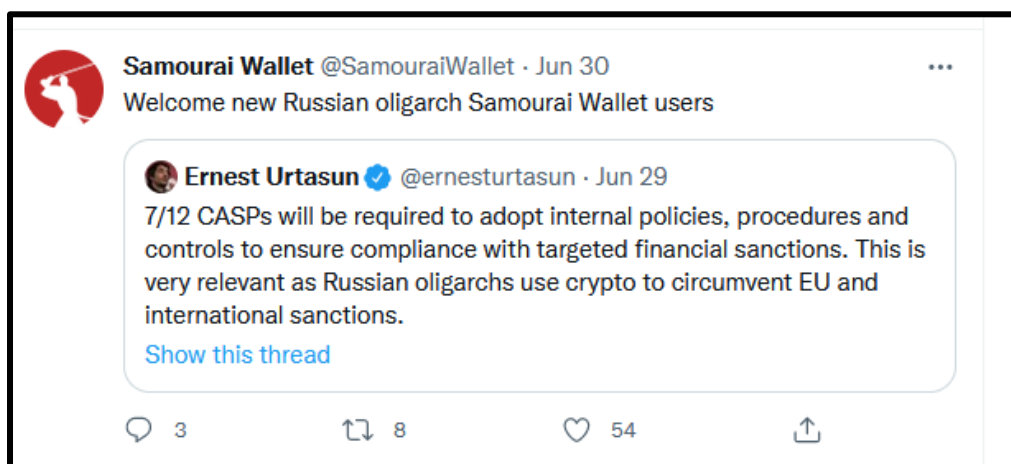 Samourai Wallet @SamouraiWallet · Jun 30
Welcome new Russian oligarch Samourai Wallet users
Ernest Urtasun @ernesturtasun · Jun 29
7/12 CASPs will be required to adopt internal policies, procedures and
controls to ensure compliance with targeted financial sanctions. This is
very relevant as Russian oligarchs use crypto to circumvent EU and
international sanctions.
Show this thread
3 8 54